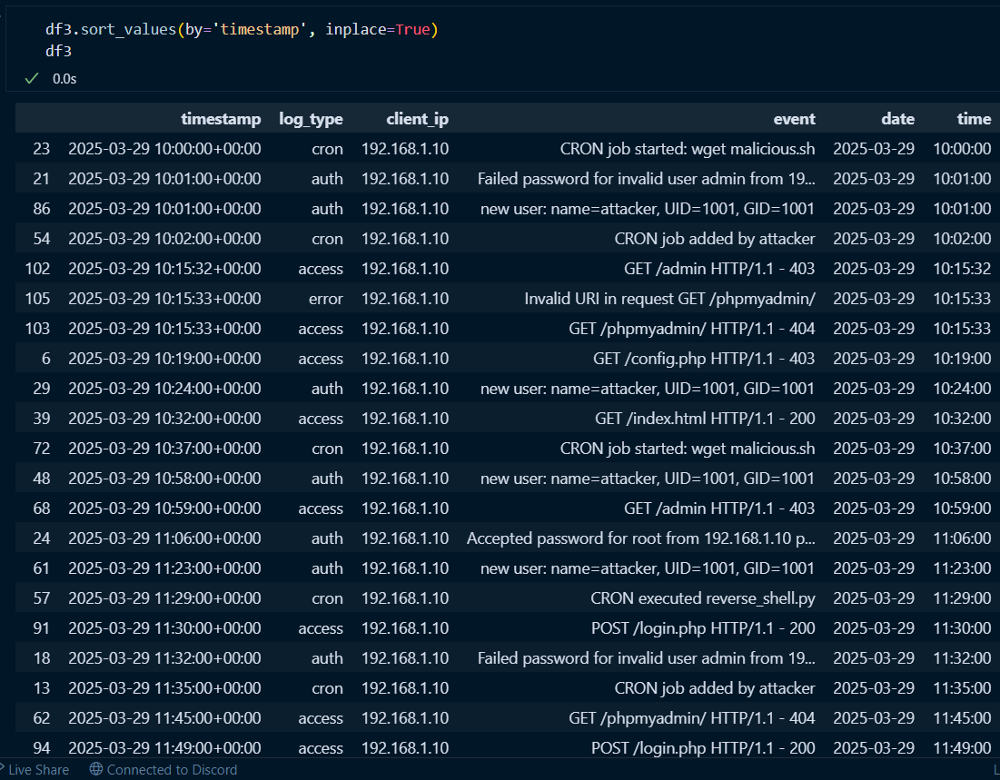 df3.sort_values(by='timestamp', inplace=True)
df3
0.0s
timestamp log_type client_ip event date time
23 2025-03-29 10:00:00+00:00 cron 192.168.1.10 CRON job started: wget malicious.sh 2025-03-29 10:00:00
21 2025-03-29 10:01:00+00:00 auth 192.168.1.10 Failed password for invalid user admin from 19... 2025-03-29 10:01:00
86 2025-03-29 10:01:00+00:00 auth 192.168.1.10 new user: name=attacker, UID=1001, GID=1001 2025-03-29 10:01:00
54 2025-03-29 10:02:00+00:00 cron 192.168.1.10 CRON job added by attacker 2025-03-29 10:02:00
102 2025-03-29 10:15:32+00:00 access 192.168.1.10 GET /admin HTTP/1.1 - 403 2025-03-29 10:15:32
105 2025-03-29 10:15:33+00:00 error 192.168.1.10 Invalid URI in request GET /phpmyadmin/ 2025-03-29 10:15:33
103 2025-03-29 10:15:33+00:00 access 192.168.1.10 GET /phpmyadmin/ HTTP/1.1 - 404 2025-03-29 10:15:33
6 2025-03-29 10:19:00+00:00 access 192.168.1.10 GET /config.php HTTP/1.1 - 403 2025-03-29 10:19:00
29 2025-03-29 10:24:00+00:00 auth 192.168.1.10 new user: name=attacker, UID=1001, GID=1001 2025-03-29 10:24:00
39 2025-03-29 10:32:00+00:00 access 192.168.1.10 GET /index.html HTTP/1.1 - 200 2025-03-29 10:32:00
72 2025-03-29 10:37:00+00:00 cron 192.168.1.10 CRON job started: wget malicious.sh 2025-03-29 10:37:00
48 2025-03-29 10:58:00+00:00 auth 192.168.1.10 new user: name=attacker, UID=1001, GID=1001 2025-03-29 10:58:00
68 2025-03-29 10:59:00+00:00 access 192.168.1.10 GET /admin HTTP/1.1 - 403 2025-03-29 10:59:00
24 2025-03-29 11:06:00+00:00 auth 192.168.1.10 Accepted password for root from 192.168.1.10 p... 2025-03-29 11:06:00
61 2025-03-29 11:23:00+00:00 auth 192.168.1.10 new user: name=attacker, UID=1001, GID=1001 2025-03-29 11:23:00
57 2025-03-29 11:29:00+00:00 cron 192.168.1.10 CRON executed reverse_shell.py 2025-03-29 11:29:00
91 2025-03-29 11:30:00+00:00 access 192.168.1.10 POST /login.php HTTP/1.1 - 200 2025-03-29 11:30:00
18 2025-03-29 11:32:00+00:00 auth 192.168.1.10 Failed password for invalid user admin from 19... 2025-03-29 11:32:00
13 2025-03-29 11:35:00+00:00 cron 192.168.1.10 CRON job added by attacker 2025-03-29 11:35:00
62 2025-03-29 11:45:00+00:00 access 192.168.1.10 GET /phpmyadmin/ HTTP/1.1 - 404 2025-03-29 11:45:00
94 2025-03-29 11:49:00+00:00 access 192.168.1.10 POST /login.php HTTP/1.1 - 200 2025-03-29 11:49:00
Live Share Connected to Discord L